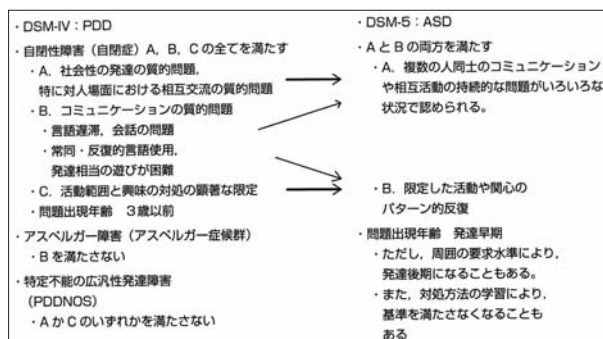 ・DSM-IV：PDD
・自閉性障害（自閉症）A，B，Cの全てを満たす
・A．社会性の発達の質的問題，
特に対人場面における相互交流の質的問題
・B．コミュニケーションの質的問題
・言語遅滞，会話の問題
・常同・反復的言語使用，
発達相当の遊びが困難
・C．活動範囲と興味の対処の顕著な限定
・問題出現年齢　3歳以前
・アスペルガー障害（アスペルガー症候群）
・Bを満たさない
・特定不能の広汎性発達障害
（PDDNOS）
・AかCのいずれかを満たさない
・DSM-5：ASD
・AとBの両方を満たす
・A．複数の人同士のコミュニケーション
や相互活動の持続的な問題がいろいろな
状況で認められる。
・B．限定した活動や関心の
パターン的反復
・問題出現年齢　発達早期
・ただし，周囲の要求水準により，
発達後期になることもある。
・また，対処方法の学習により，
基準を満たさなくなることも
ある